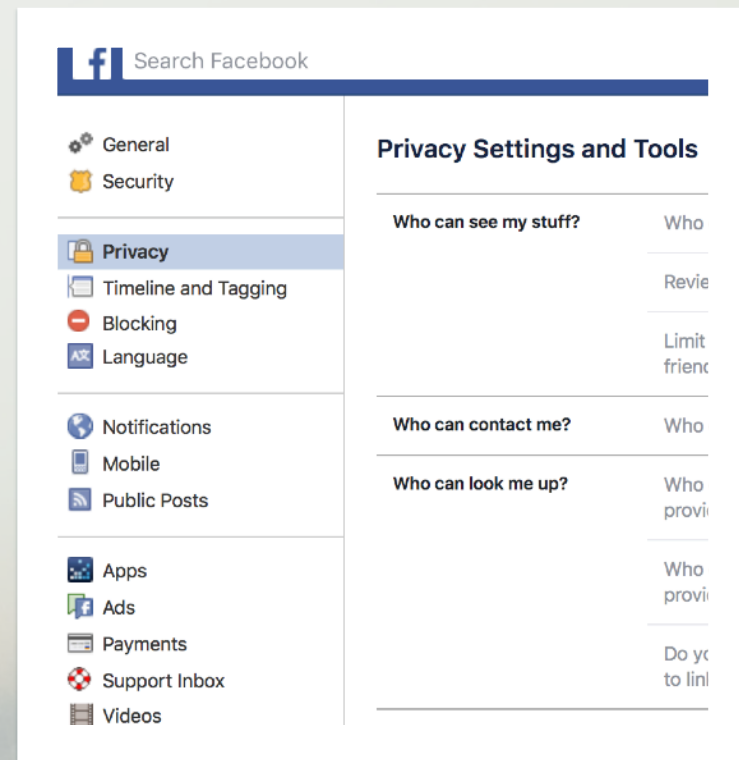 Search Facebook
General
Security
Privacy
Timeline and Tagging
Blocking
Language
Notifications
Mobile
Public Posts
Apps
Ads
Payments
Support Inbox
Videos
Privacy Settings and Tools
Who can see my stuff?
Who
Limit
Who can contact me?
Who
Who can look me up?
Who
Who
to